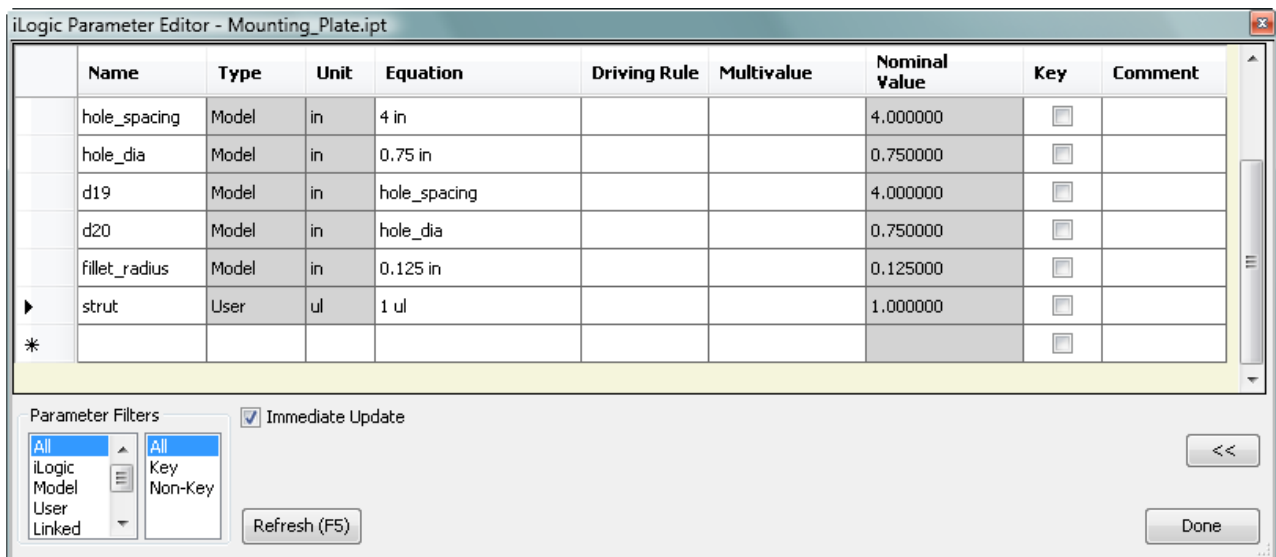 iLogic Parameter Editor - Mounting_Plate.ipt
Name Type Unit Equation Driving Rule Multivalue Nominal Value Key Comment
hole_spacing Model in 4 in 4.000000
hole_dia Model in 0.75 in 0.750000
d19 Model in hole_spacing 4.000000
d20 Model in hole_dia 0.750000
fillet_radius Model in 0.125 in 0.125000
strut User ul 1 ul 1.000000
Parameter Filters
Immediate Update
All All
iLogic Key
Model Non-Key
User
Linked
<<
Refresh (F5)
Done